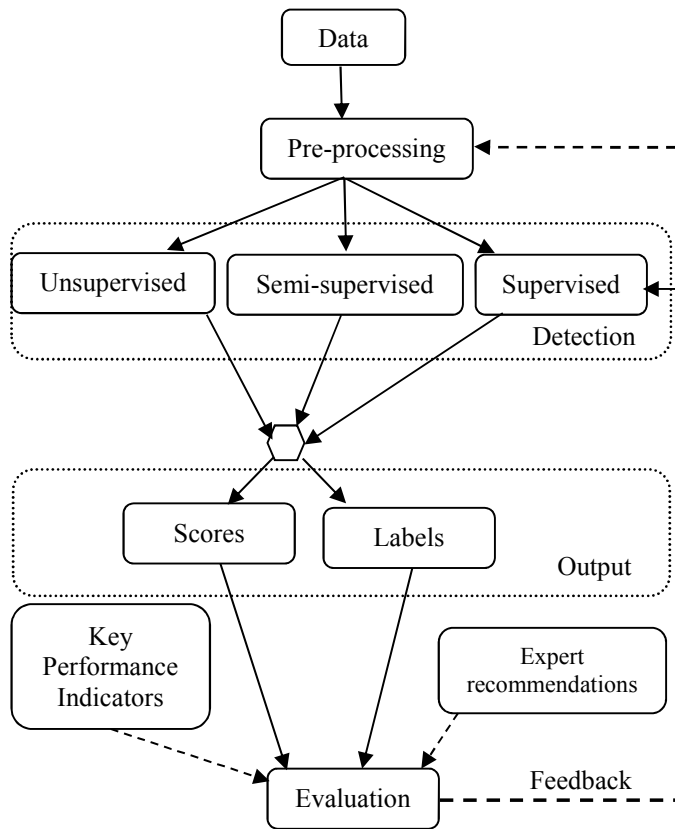 Data
Pre-processing
Unsupervised
Semi-supervised
Supervised
Detection
Scores
Labels
Output
Key
Performance
Indicators
Expert
recommendations
Evaluation
Feedback